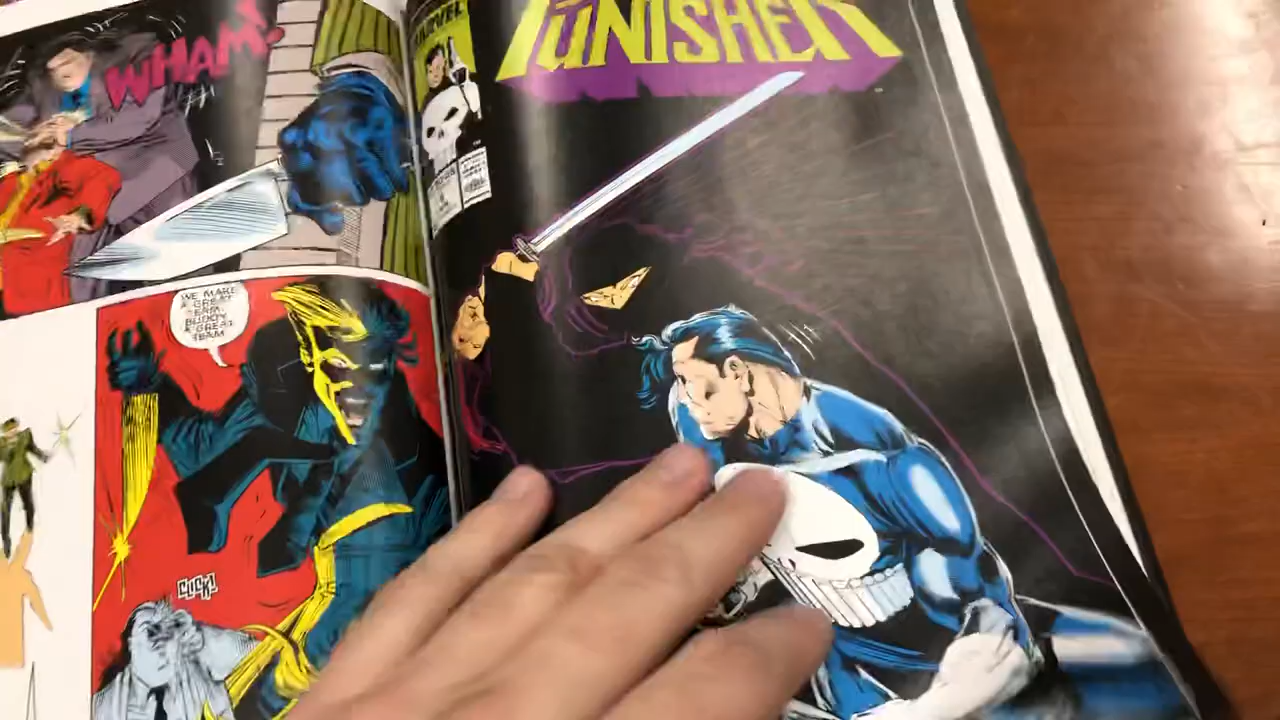 WHAM!
WE MAKE
A GREAT
TEAM,
BUDDY.
A GREAT
TEAM
CLICK!
MARVEL
PUNISHER